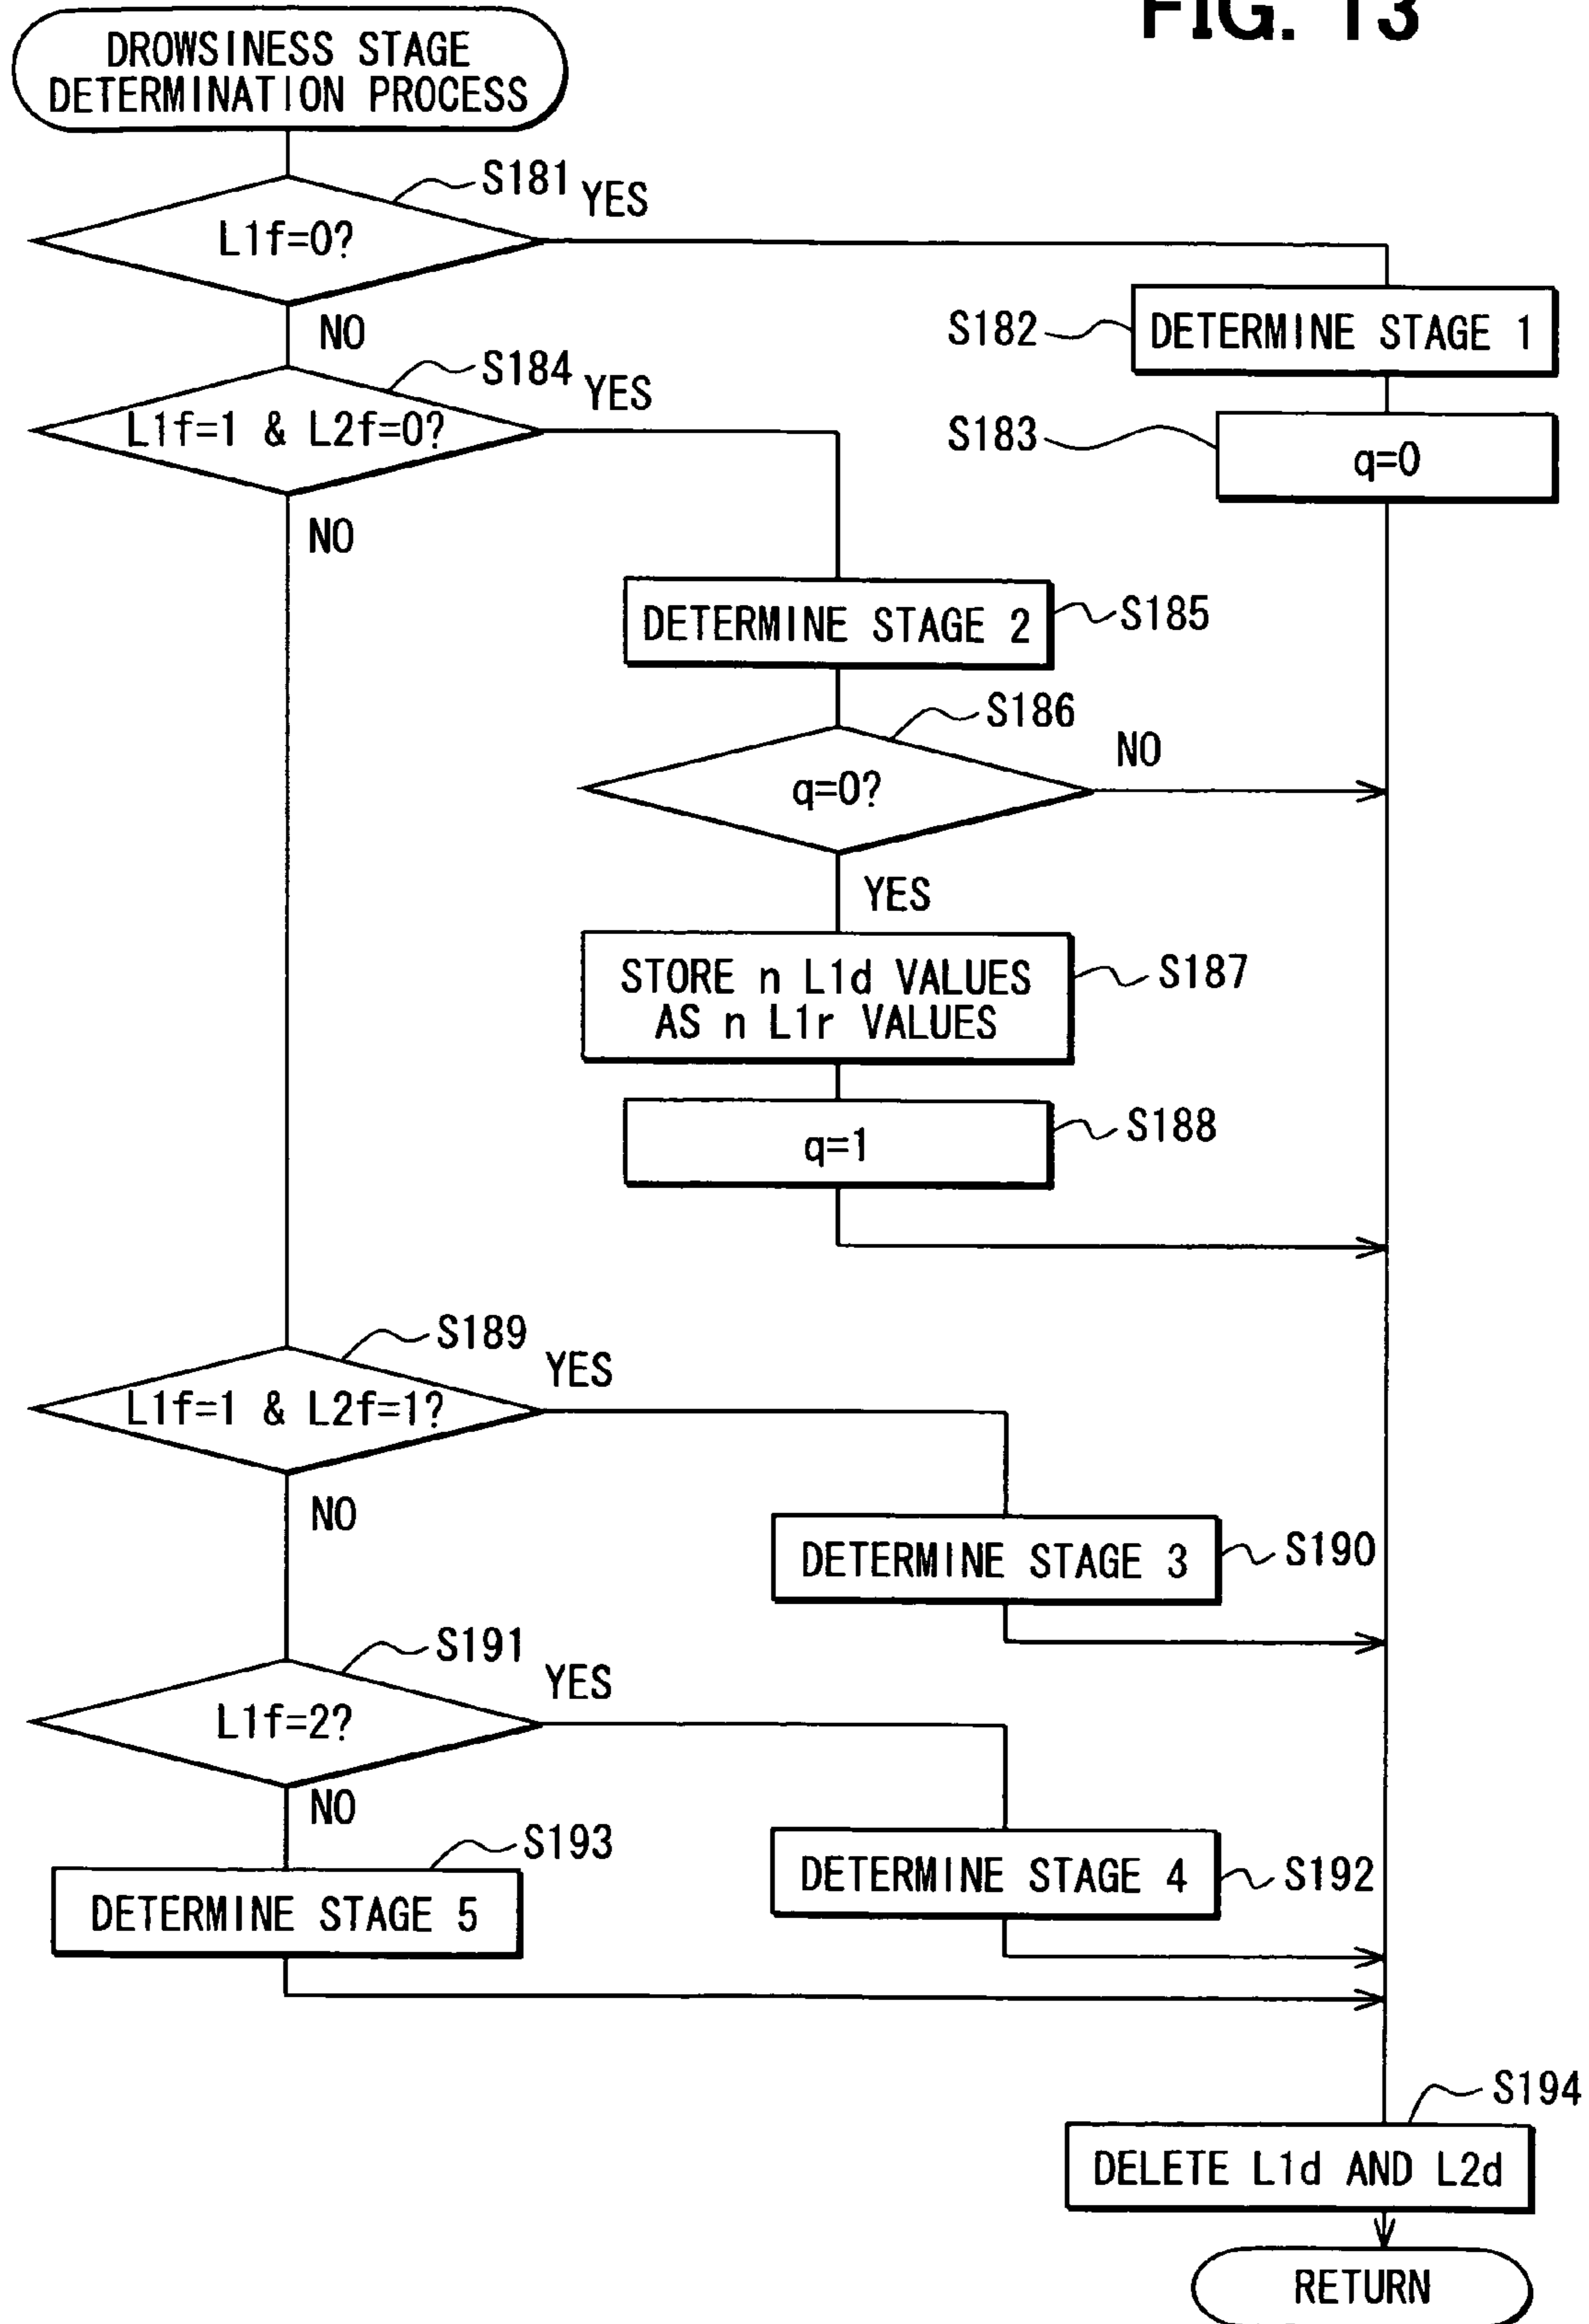 FIG. 13
DROWSINESS STAGE
DETERMINATION PROCESS
S181
YES
L1f=0?
NO
S182
DETERMINE STAGE 1
S183
q=0
S184
YES
L1f=1 & L2f=0?
NO
DETERMINE STAGE 2
S185
S186
q=0?
NO
YES
STORE n L1d VALUES
AS n L1r VALUES
S187
q=1
S188
S189
YES
L1f=1 & L2f=1?
NO
DETERMINE STAGE 3
S190
S191
YES
L1f=2?
NO
S193
DETERMINE STAGE 5
DETERMINE STAGE 4
S192
S194
DELETE L1d AND L2d
RETURN